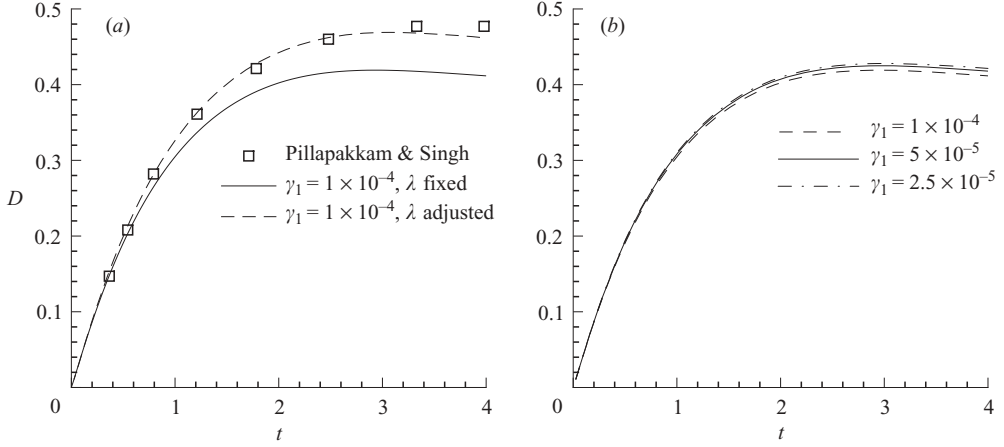 0.5
(a)
0.4
0.3
D
0.2
0.1
0
1
2
3
4
t
Pillapakkam & Singh
γ₁ = 1 × 10⁻⁴, λ fixed
γ₁ = 1 × 10⁻⁴, λ adjusted
0.5
(b)
0.4
0.3
0.2
0.1
0
1
2
3
4
t
γ₁ = 1 × 10⁻⁴
γ₁ = 5 × 10⁻⁵
γ₁ = 2.5 × 10⁻⁵